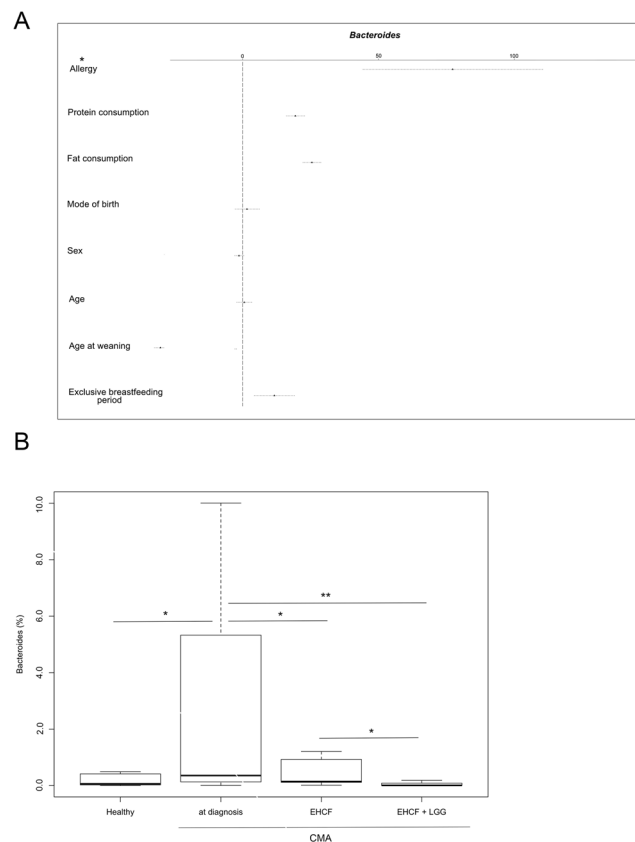 A
Bacteroides
0 50 100
*
Allergy
Protein consumption
Fat consumption
Mode of birth
Sex
Age
Age at weaning
Exclusive breastfeeding
period
B
10.0
8.0
**
6.0
*
*
Bacteroides (%)
4.0
2.0
*
0.0
Healthy at diagnosis EHCF EHCF + LGG
CMA